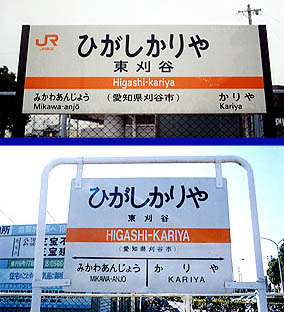 JR
ひがしかりや
東刈谷
Higashi-kariya
みかわあんじょう (愛知県刈谷市) かりや
Mikawa-anjō Kariya
ひがしかりや
東刈谷
HIGASHI-KARIYA
(愛知県刈谷市)
みかわあんじょう かりや
MIKAWA-ANJŌ KARIYA